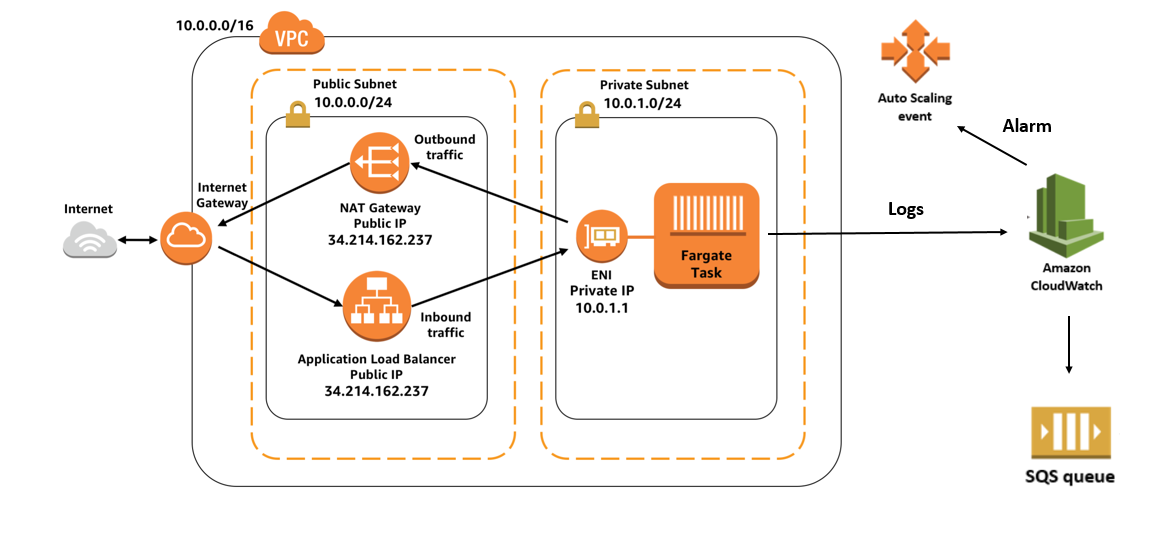 10.0.0.0/16
VPC
Public Subnet
10.0.0.0/24
Private Subnet
10.0.1.0/24
Auto Scaling
event
Alarm
Outbound
traffic
Internet
Gateway
Internet
NAT Gateway
Public IP
34.214.162.237
Logs
Fargate
Task
ENI
Private IP
10.0.1.1
Amazon
CloudWatch
Inbound
traffic
Application Load Balancer
Public IP
34.214.162.237
SQS queue